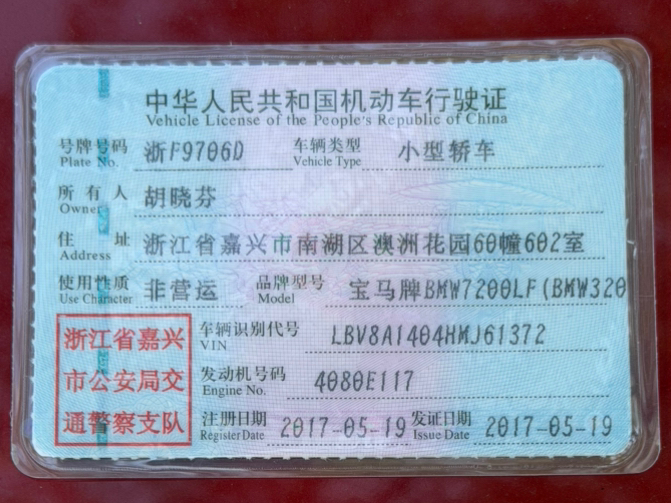 中华人民共和国机动车行驶证
Vehicle License of the People's Republic of China
号牌号码 浙F9706D 车辆类型 小型轿车
Plate No. Vehicle Type
所有人 胡晓芬
Owner
住址 浙江省嘉兴市南湖区澳洲花园60幢602室
Address
使用性质 非营运 品牌型号 宝马牌BMW7200LF(BMW320
Use Character Model
浙江省嘉兴
市公安局交
通警察支队
车辆识别代号 LBV8A1404HMJ61372
VIN
发动机号码 4080E117
Engine No.
注册日期 2017-05-19 发证日期 2017-05-19
Register Date Issue Date